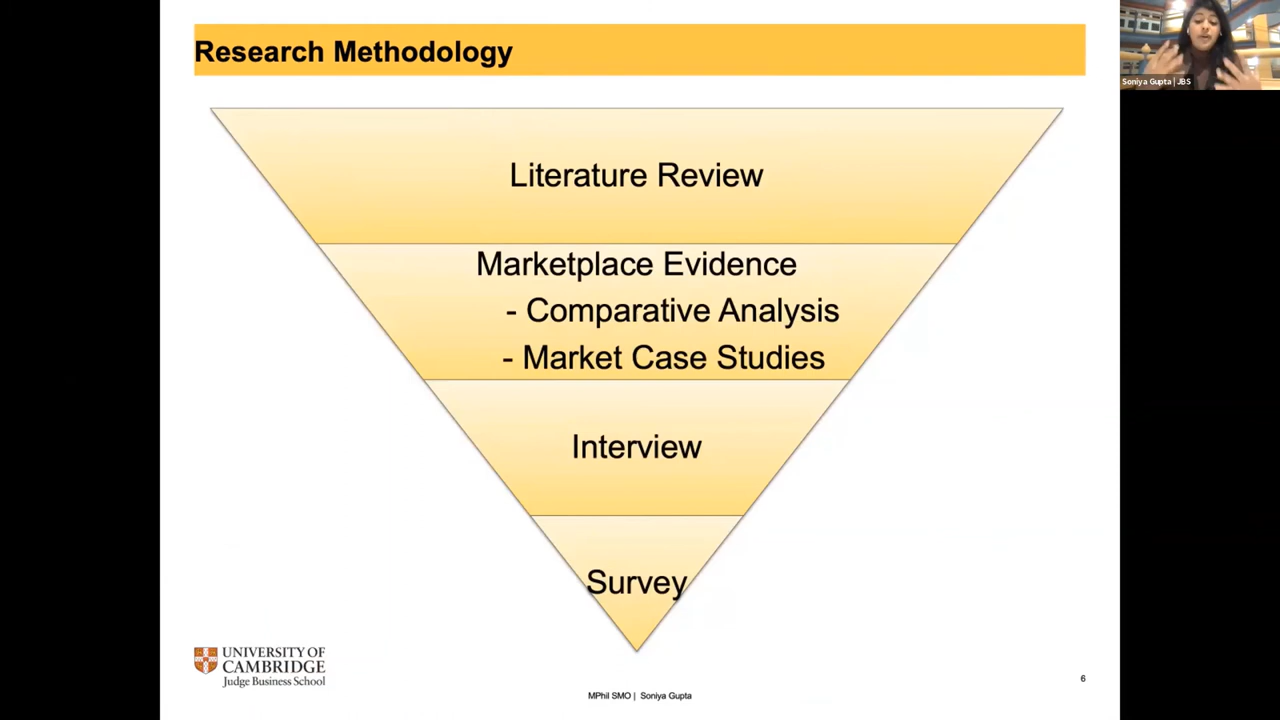 Research Methodology
Soniya Gupta | JBS
Literature Review
Marketplace Evidence
- Comparative Analysis
- Market Case Studies
Interview
Survey
UNIVERSITY OF
CAMBRIDGE
Judge Business School
6
MPhil SMO | Soniya Gupta